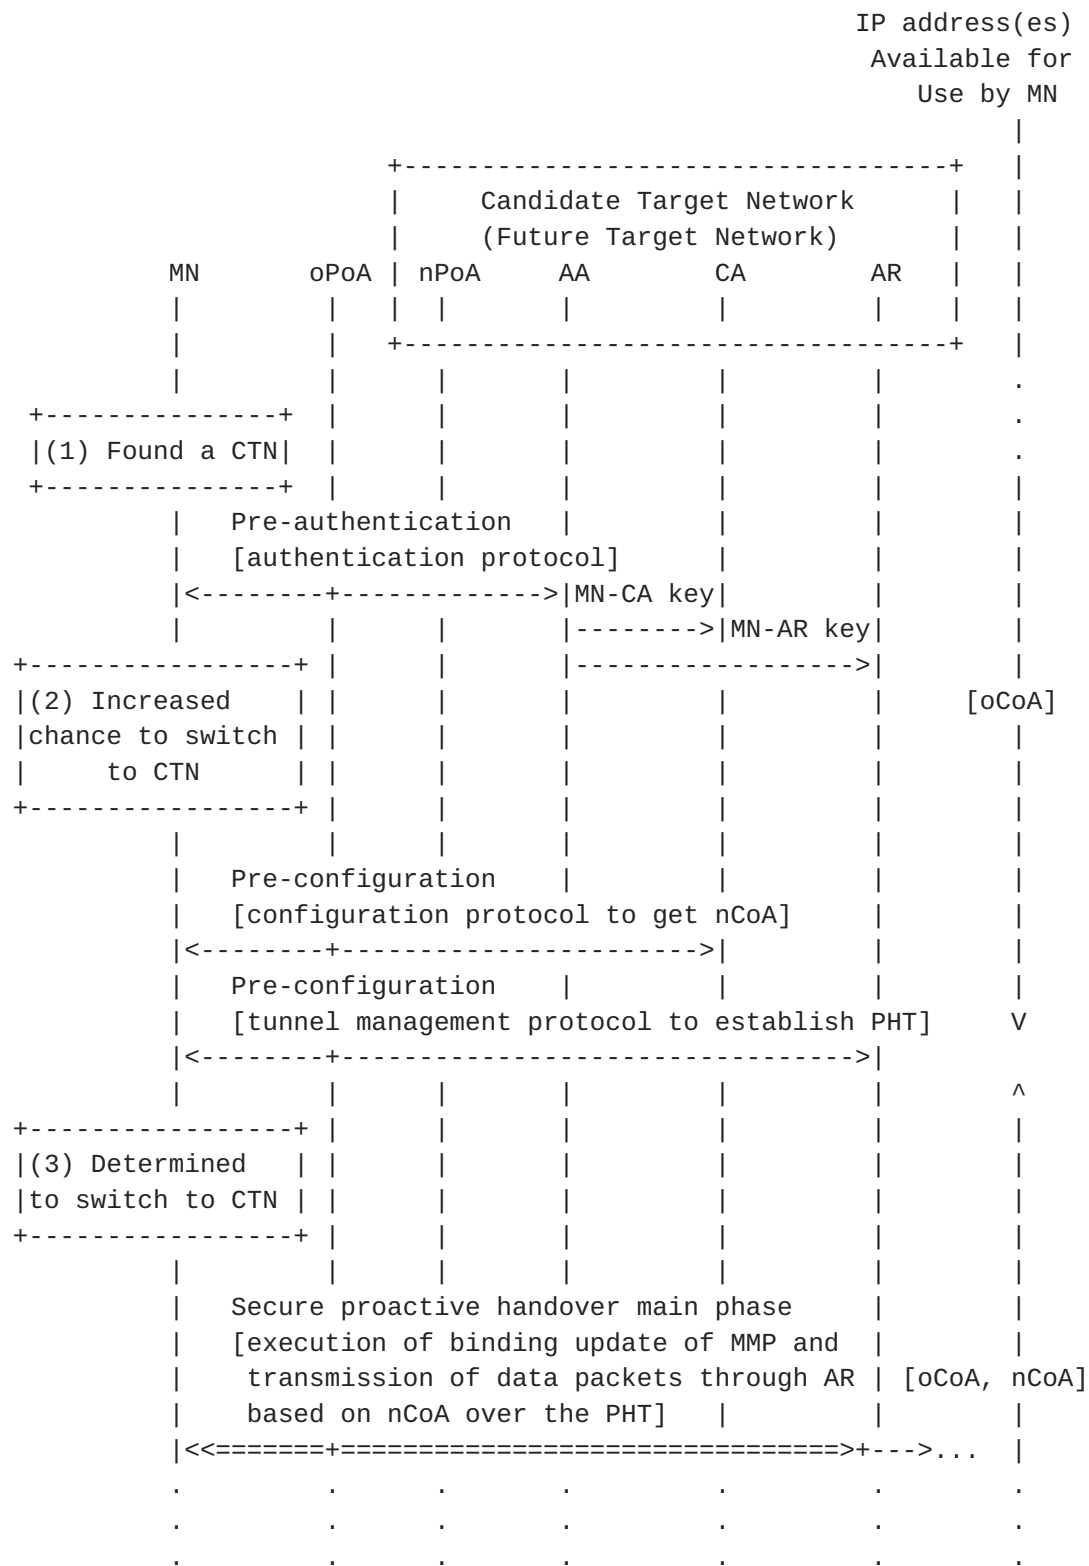 IP address(es)
Available for
Use by MN
Candidate Target Network
(Future Target Network)
MN oPoA nPoA AA CA AR
(1) Found a CTN
Pre-authentication
[authentication protocol]
MN-CA key
MN-AR key
(2) Increased [oCoA]
chance to switch
to CTN
Pre-configuration
[configuration protocol to get nCoA]
Pre-configuration
[tunnel management protocol to establish PHT] V
^
(3) Determined
to switch to CTN
Secure proactive handover main phase
[execution of binding update of MMP and
transmission of data packets through AR [oCoA, nCoA]
based on nCoA over the PHT]